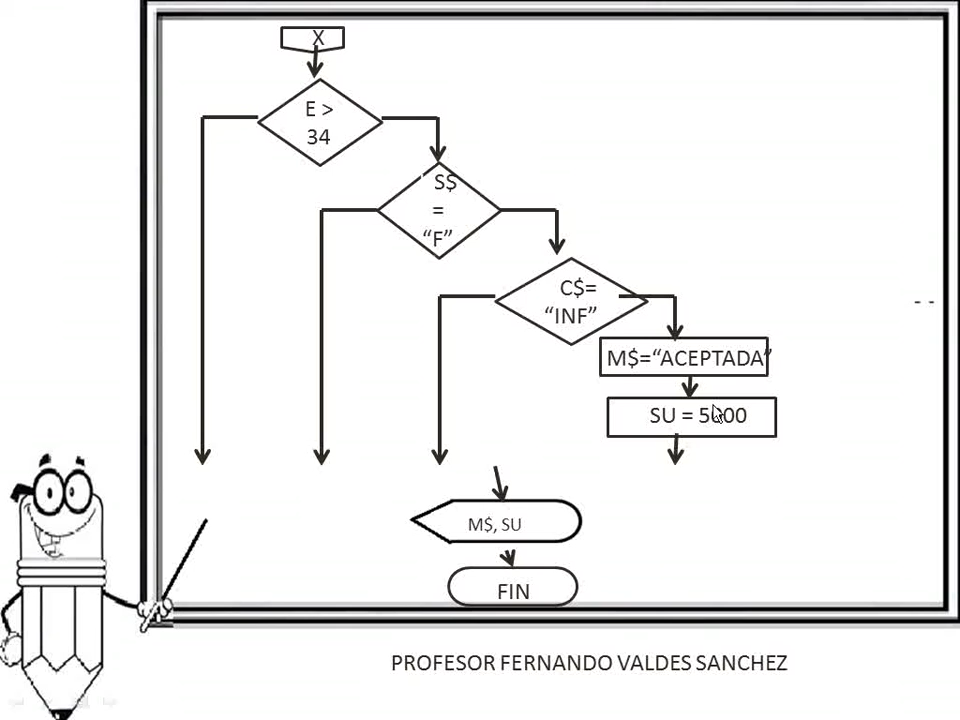 X
E >
34
S$
=
“F”
C$=
“INF”
M$=“ACEPTADA”
SU = 5000
M$, SU
FIN
PROFESOR FERNANDO VALDES SANCHEZ